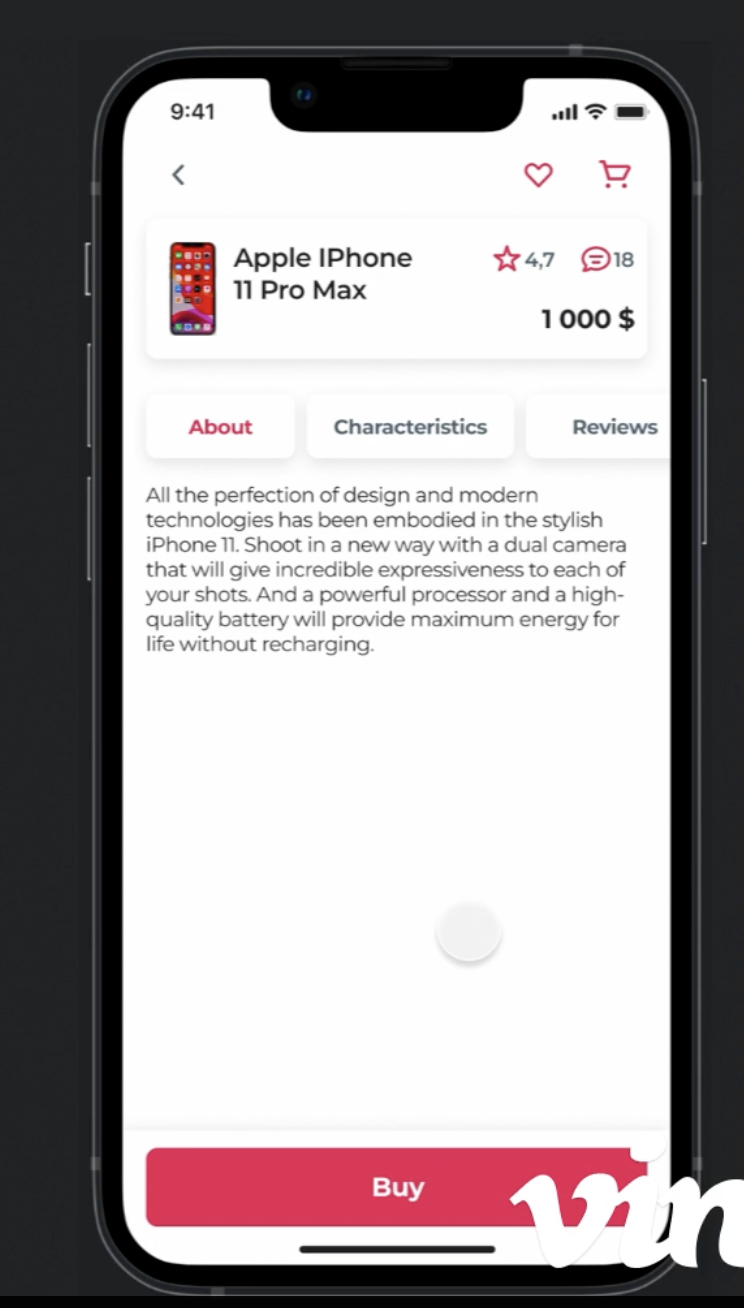 9:41
Apple IPhone
11 Pro Max
4,7
18
1 000 $
About
Characteristics
Reviews
All the perfection of design and modern
technologies has been embodied in the stylish
iPhone 11. Shoot in a new way with a dual camera
that will give incredible expressiveness to each of
your shots. And a powerful processor and a high-
quality battery will provide maximum energy for
life without recharging.
Buy
vin